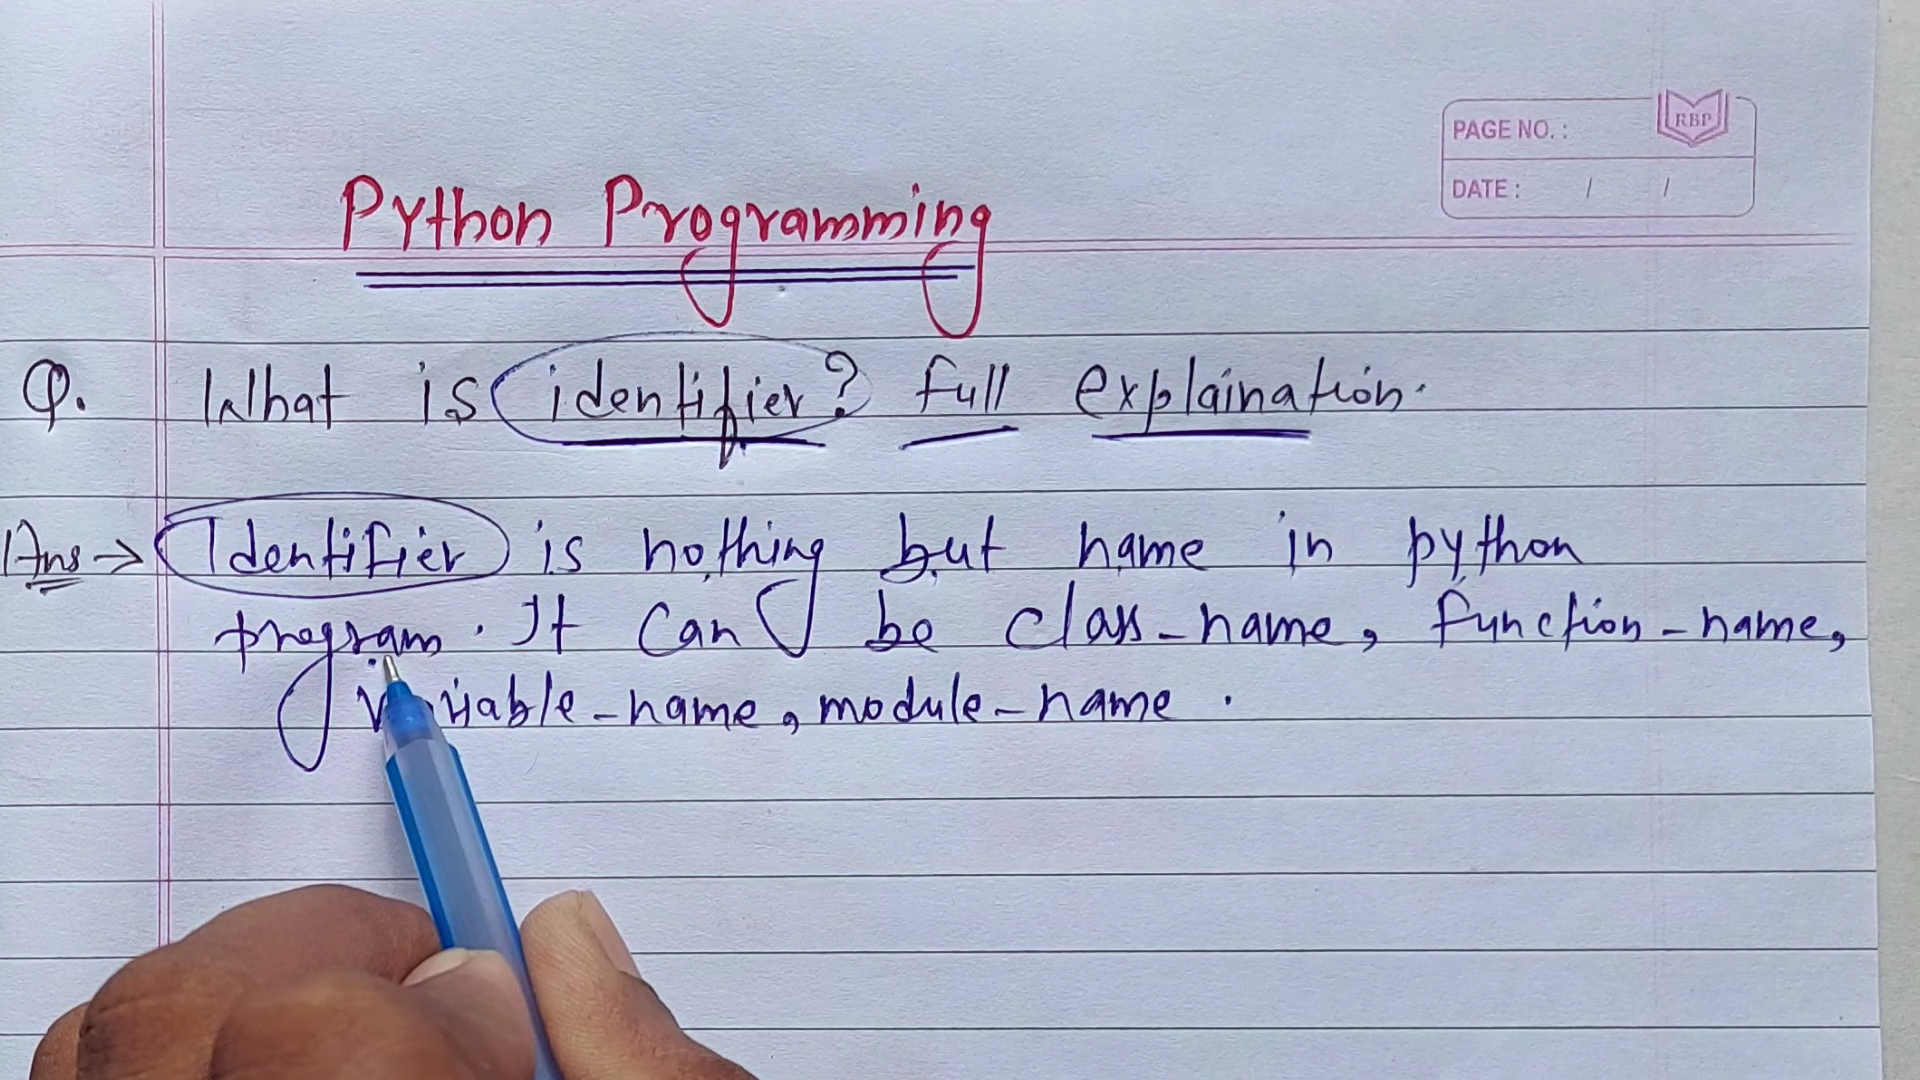 PAGE NO. :
RBP
DATE : / /
Python Programming
Q. What is identifier? full explaination.
Ans → Identifier is nothing but name in python
program. It can be class-name, function-name,
variable-name, module-name.